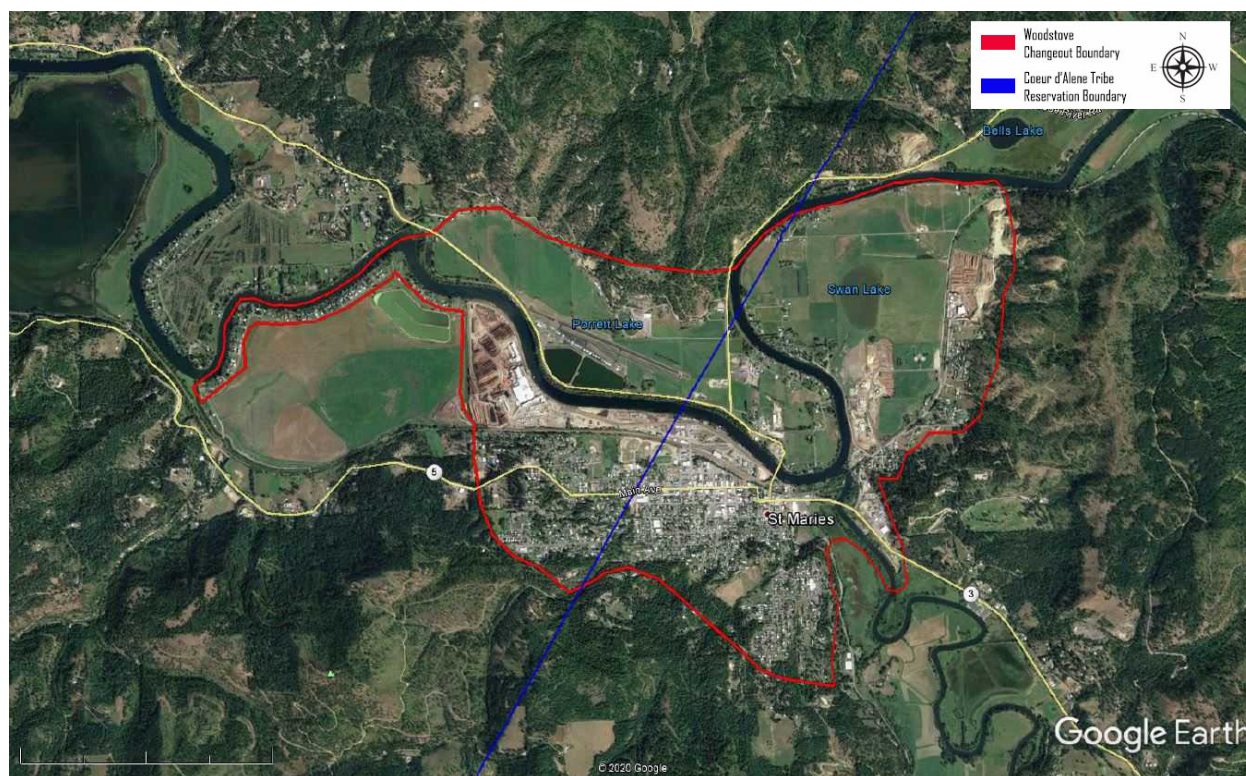 Woodstove
Changeout Boundary
Coeur d'Alene Tribe
Reservation Boundary
N
E
W
S
Bells Lake
Swan Lake
Porrett Lake
5
Main Ave
St Maries
3
Google Earth
© 2020 Google